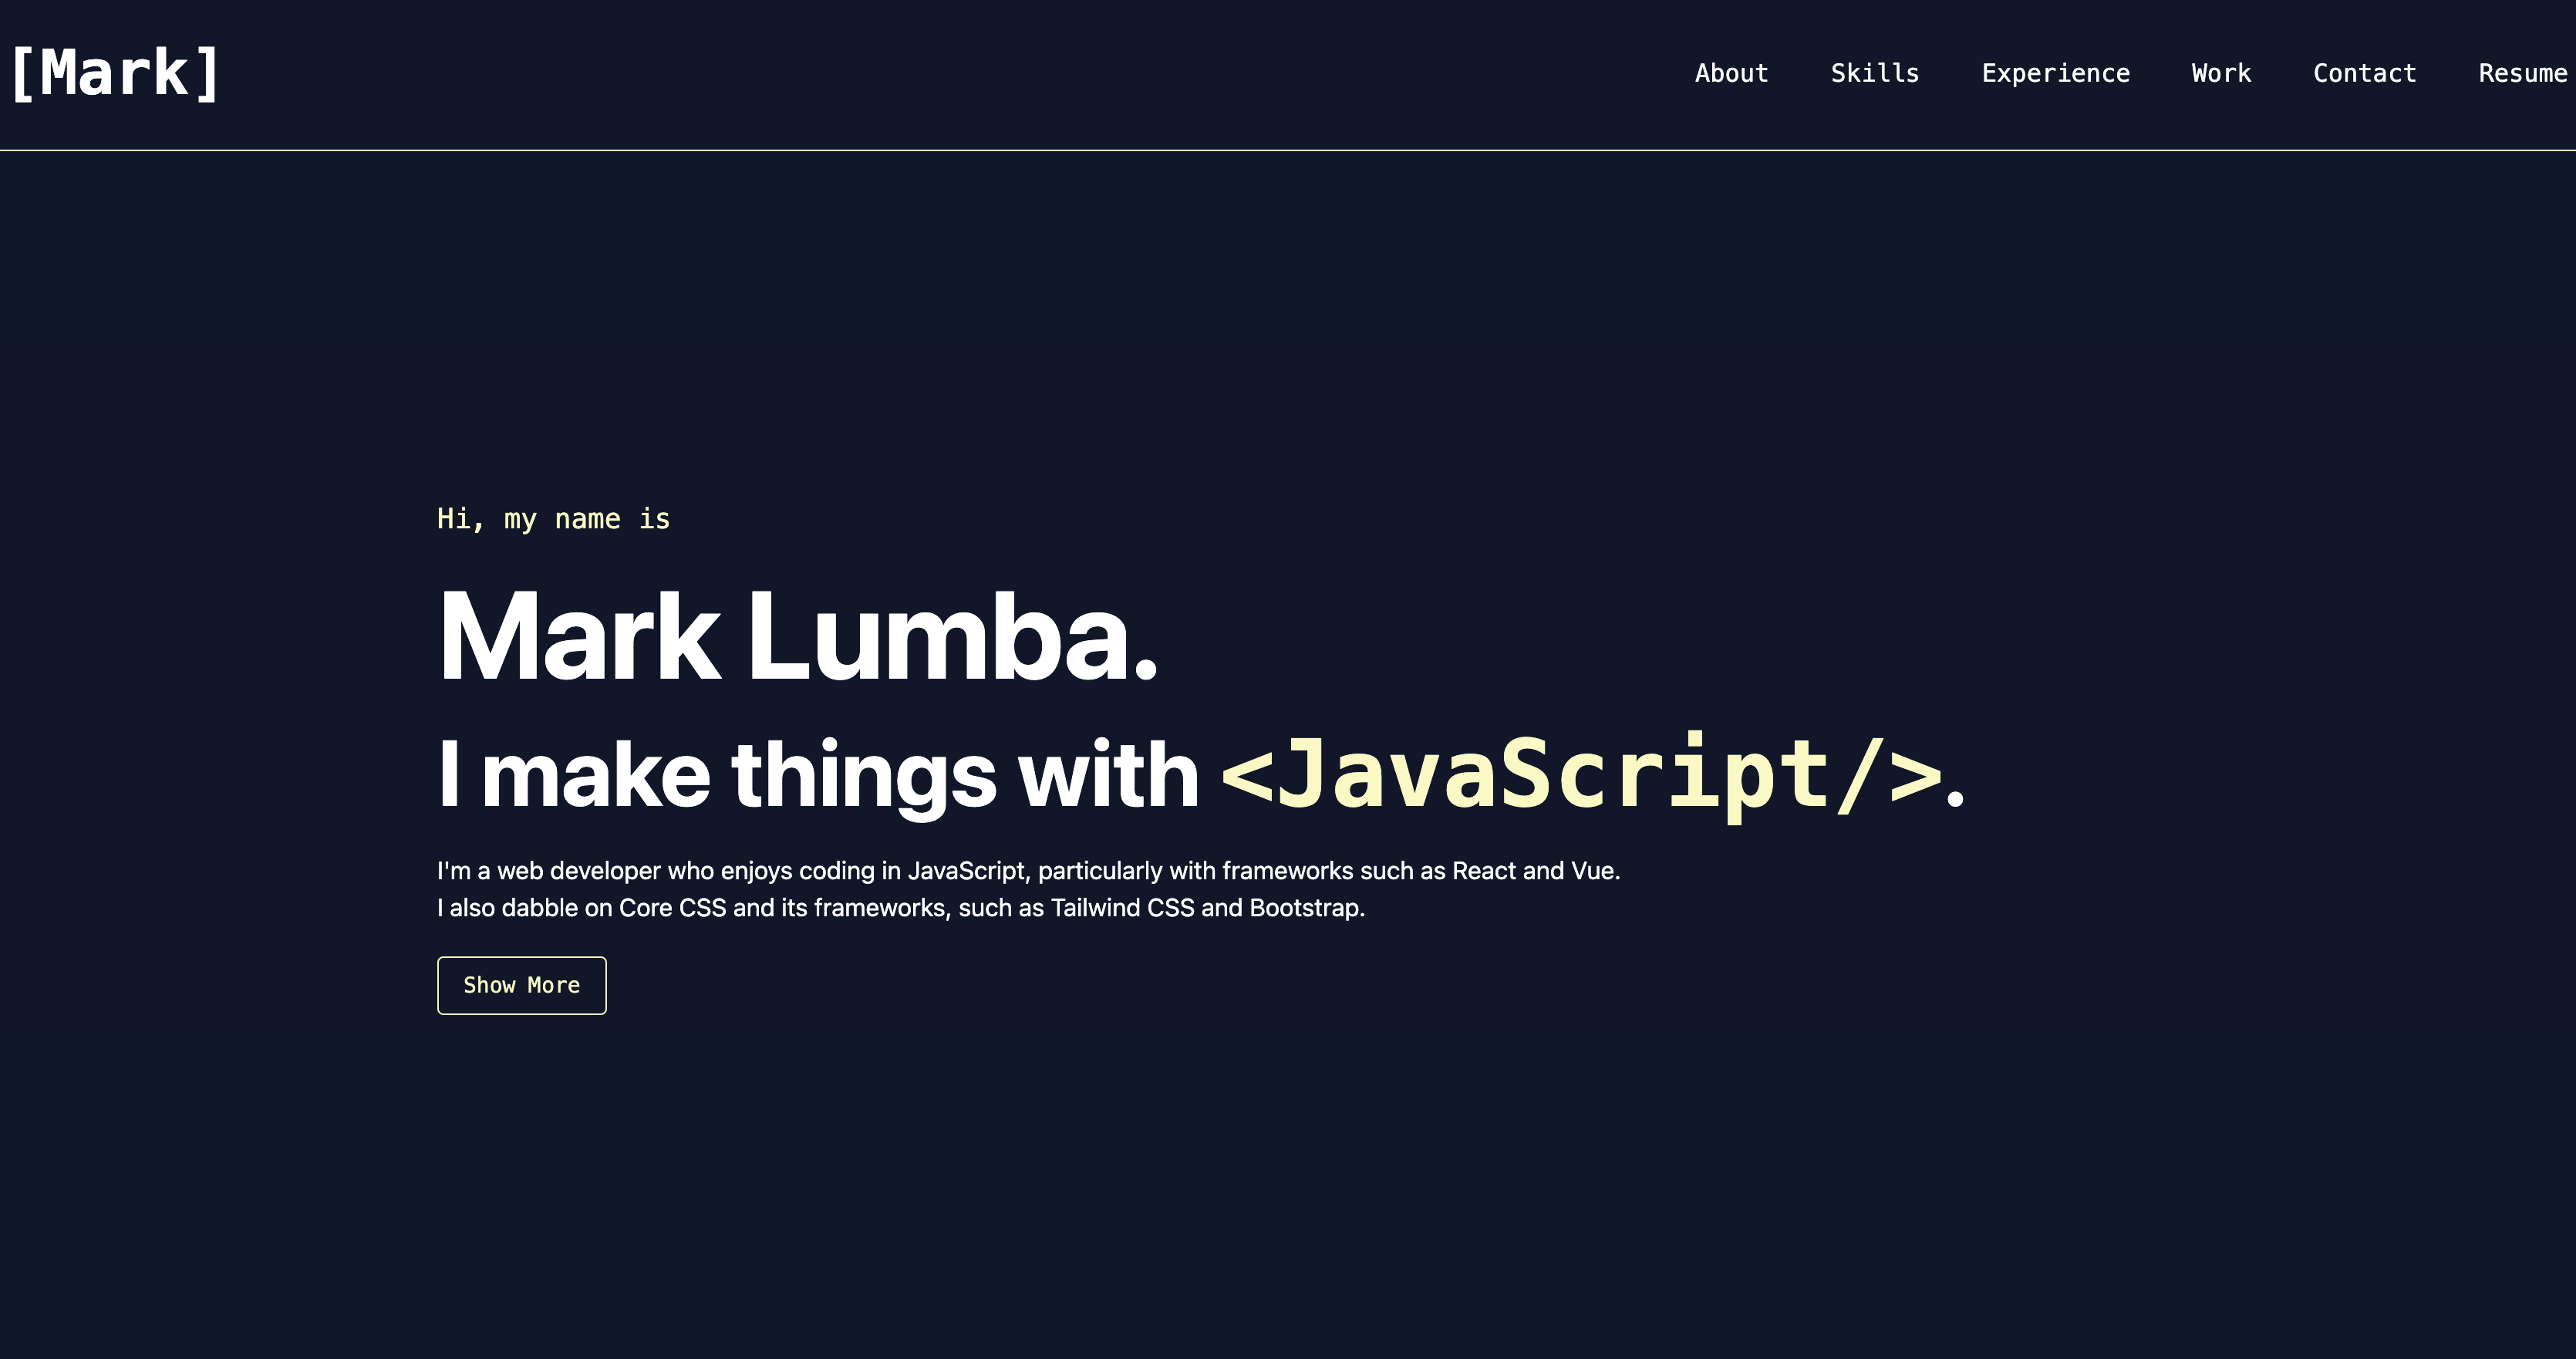 [Mark]
About Skills Experience Work Contact Resume
Hi, my name is
Mark Lumba.
I make things with <JavaScript/>.
I'm a web developer who enjoys coding in JavaScript, particularly with frameworks such as React and Vue.
I also dabble on Core CSS and its frameworks, such as Tailwind CSS and Bootstrap.
Show More